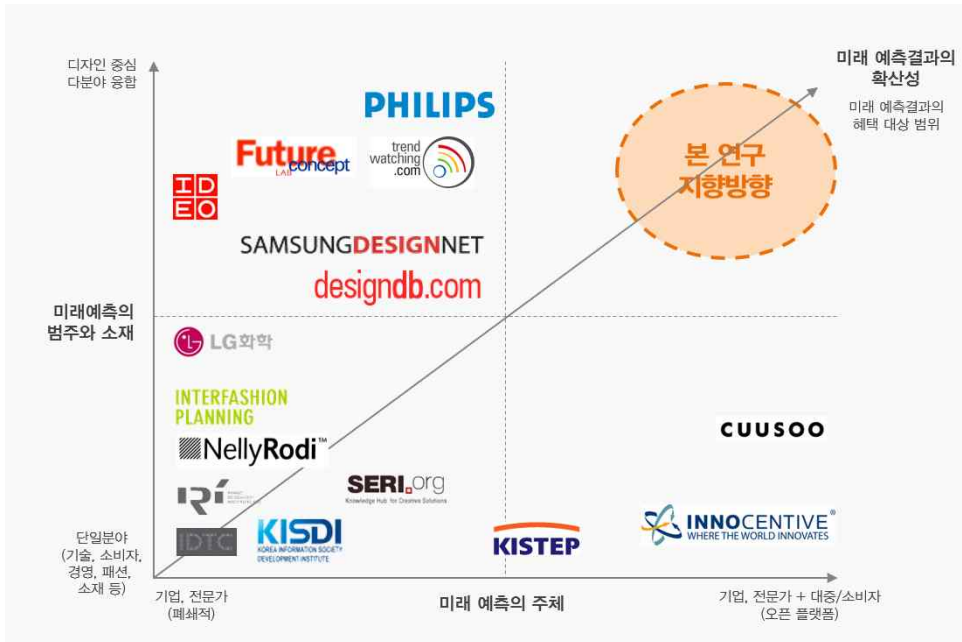 디자인 중심
다분야 융합
미래 예측결과의
확산성
미래 예측결과의
혜택 대상 범위
PHILIPS
Future
LAB concept
trend
watching
.com
본 연구
지향방향
ID
EO
SAMSUNGDESIGNNET
designdb.com
미래예측의
범주와 소재
LG화학
INTERFASHION
PLANNING
NellyRodi™
CUUSOO
IRI
SERI.org
Knowledge Hub for Creative Solutions
IDTC
KISDI
KOREA INFORMATION SOCIETY
DEVELOPMENT INSTITUTE
KISTEP
INNOCENTIVE®
WHERE THE WORLD INNOVATES
단일분야
(기술, 소비자,
경영, 패션,
소재 등)
기업, 전문가
(폐쇄적)
미래 예측의 주체
기업, 전문가 + 대중/소비자
(오픈 플랫폼)